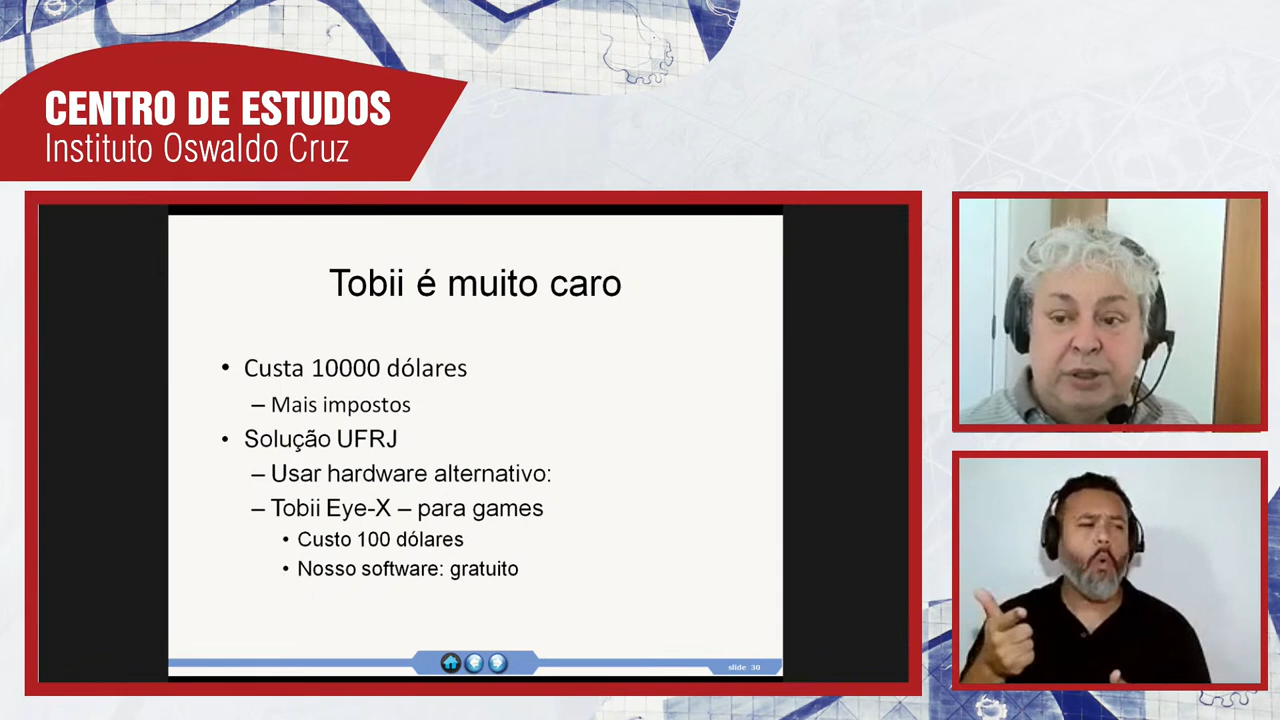 CENTRO DE ESTUDOS
Instituto Oswaldo Cruz
Tobii é muito caro
• Custa 10000 dólares
– Mais impostos
• Solução UFRJ
– Usar hardware alternativo:
– Tobii Eye-X – para games
• Custo 100 dólares
• Nosso software: gratuito
slide 30